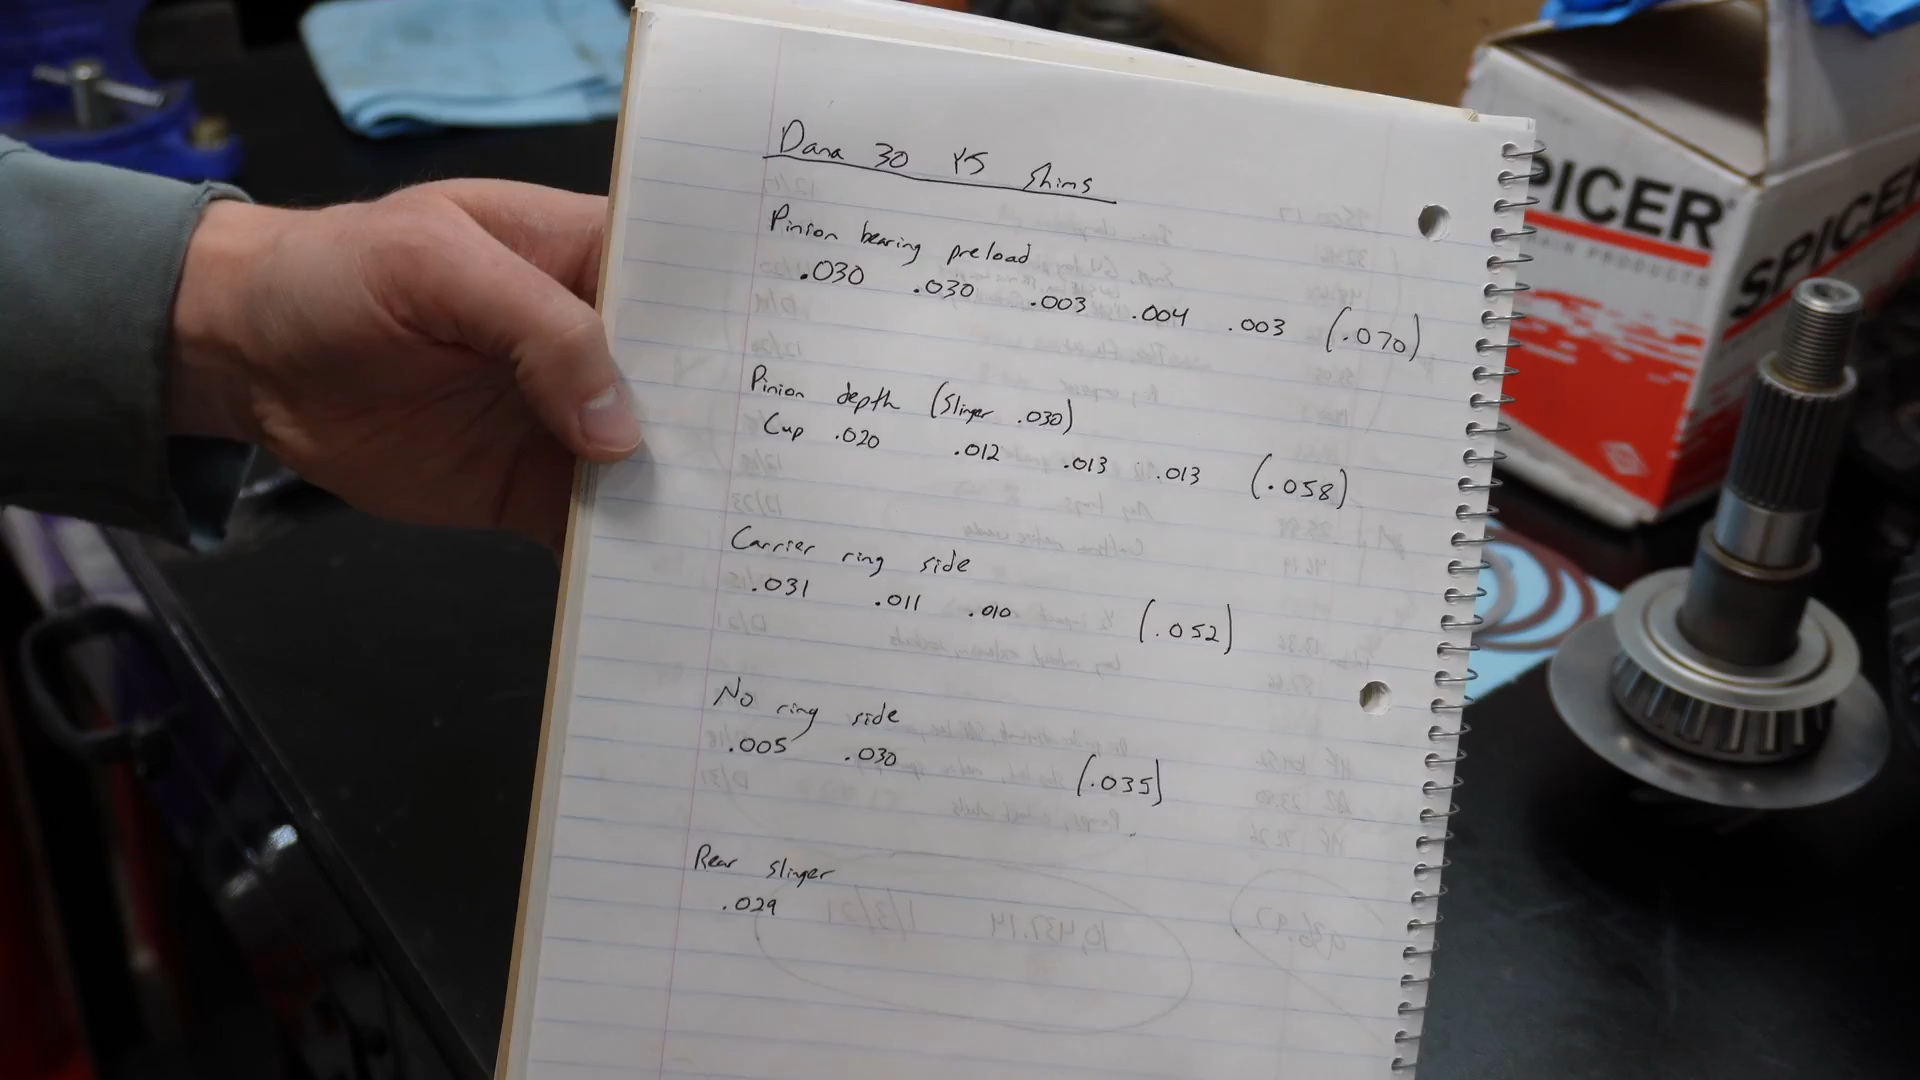 Dana 30 YJ shims
Pinion bearing preload
.030 .030 .003 .004 .003 (.070)
Pinion depth (Slinger .030)
Cup .020 .012 .013 .013 (.058)
Carrier ring side
.031 .011 .010 (.052)
No ring side
.005 .030 (.035)
Rear slinger
.029
SPICER
SPICER